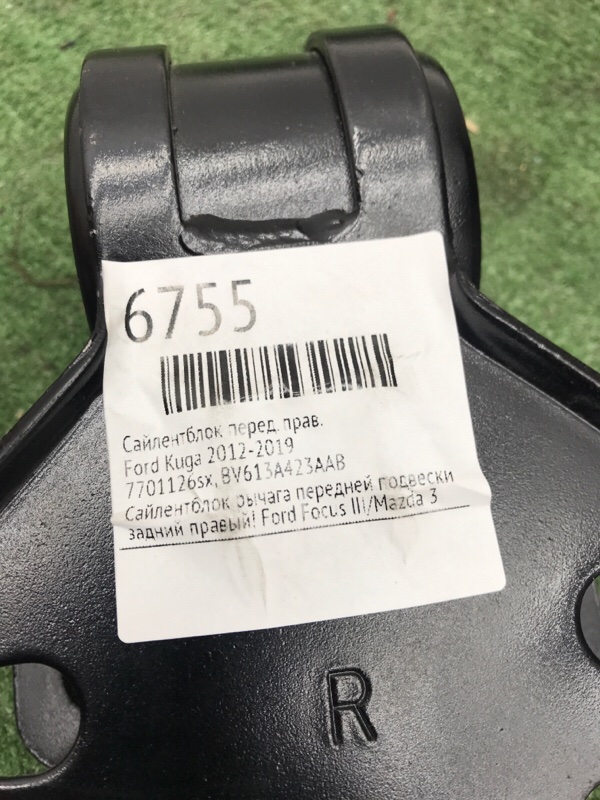 6755
Сайлентблок перед. прав.
Ford Kuga 2012-2019
7701126sx, BV613A423AAB
Сайлентблок рычага передней подвески
задний правый! Ford Focus III/Mazda 3
R